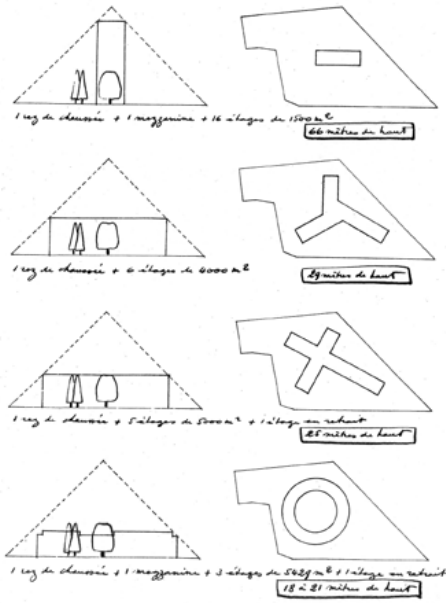 1 rez de chaussée + 1 mezzanine + 16 étages de 1500 m²
66 mètres de haut
1 rez de chaussée + 6 étages de 4000 m²
29 mètres de haut
1 rez de chaussée + 5 étages de 5000 m² + 1 étage en retrait
25 mètres de haut
1 rez de chaussée + 1 mezzanine + 3 étages de 5429 m² + 1 étage en retrait
18 à 21 mètres de haut